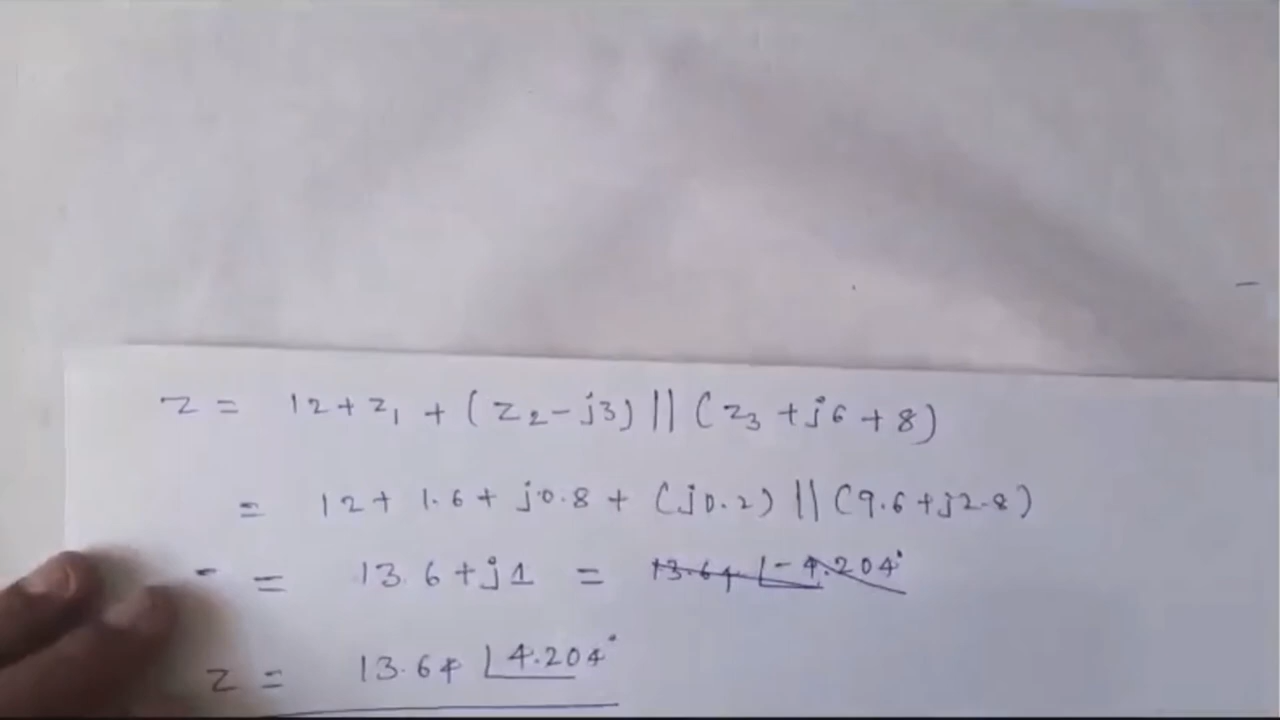 z = 12 + z₁ + (z₂ - j3) || (z₃ + j6 + 8)
= 12 + 1.6 + j0.8 + (j0.2) || (9.6 + j2.8)
= 13.6 + j1 = 13.64 ∟-4.204°
z = 13.64 ∟4.204°